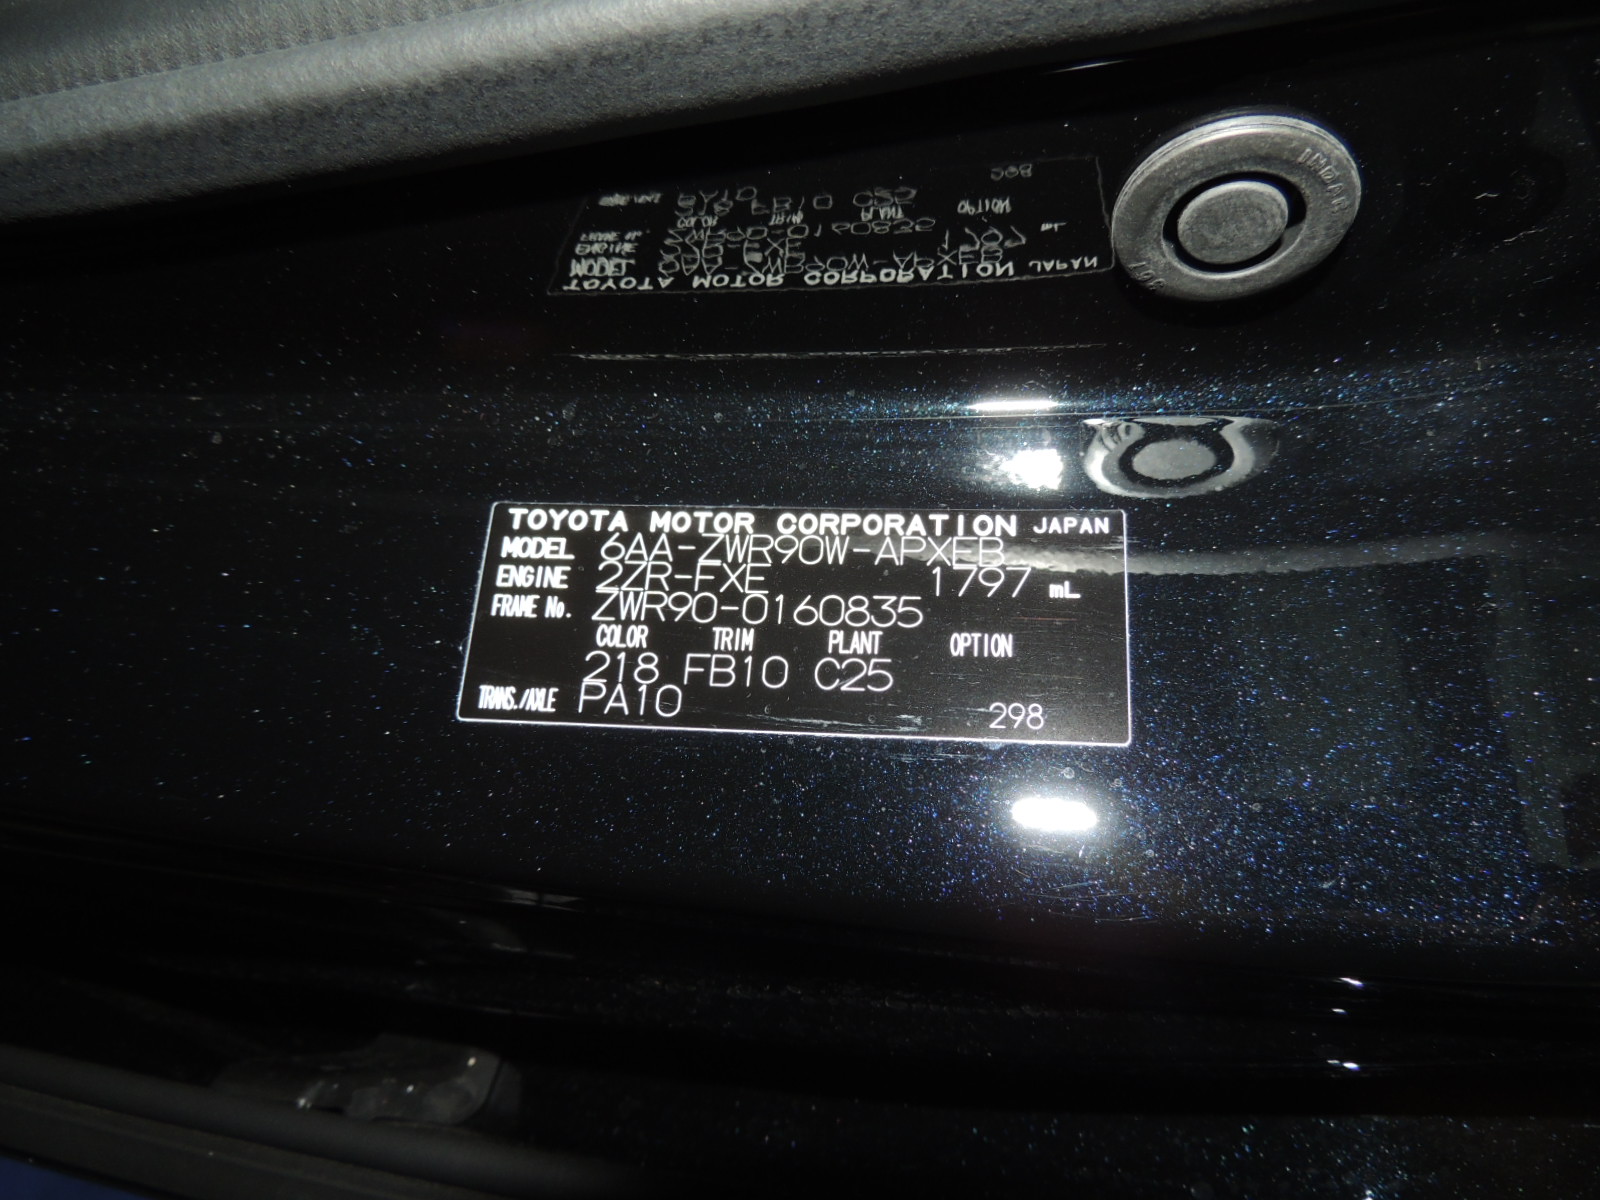 TOYOTA MOTOR CORPORATION JAPAN
MODEL 6AA-ZWR90W-APXEB
ENGINE 2ZR-FXE 1797 mL
FRAME No. ZWR90-0160835
COLOR TRIM PLANT OPTION
218 FB10 C25
TRANS./AXLE PA10 298